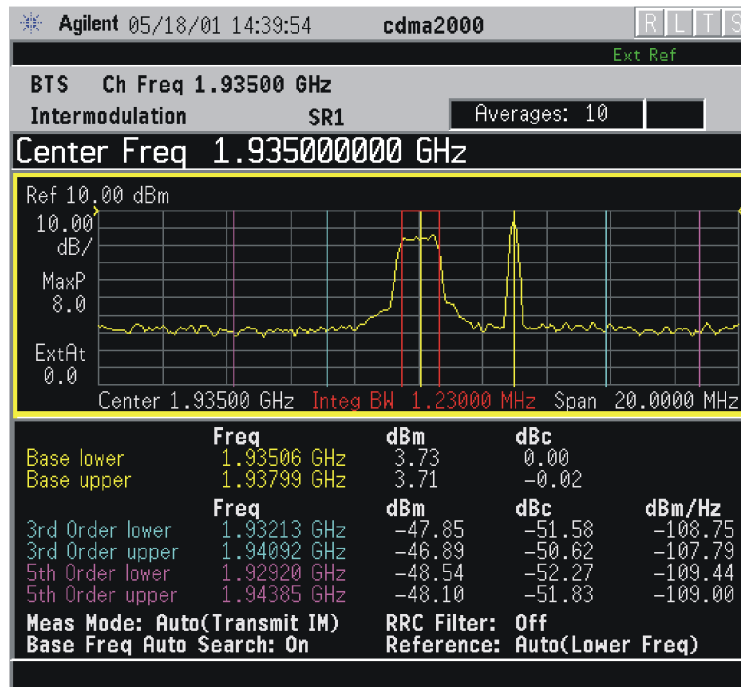 Agilent 05/18/01 14:39:54 cdma2000 R L T S
Ext Ref
BTS Ch Freq 1.93500 GHz
Intermodulation SR1 Averages: 10
Center Freq 1.935000000 GHz
Ref 10.00 dBm
10.00
dB/
MaxP
8.0
ExtAt
0.0
Center 1.93500 GHz Integ BW 1.23000 MHz Span 20.0000 MHz
Freq dBm dBc
Base lower 1.93506 GHz 3.73 0.00
Base upper 1.93799 GHz 3.71 -0.02
Freq dBm dBc dBm/Hz
3rd Order lower 1.93213 GHz -47.85 -51.58 -108.75
3rd Order upper 1.94092 GHz -46.89 -50.62 -107.79
5th Order lower 1.92920 GHz -48.54 -52.27 -109.44
5th Order upper 1.94385 GHz -48.10 -51.83 -109.00
Meas Mode: Auto(Transmit IM) RRC Filter: Off
Base Freq Auto Search: On Reference: Auto(Lower Freq)